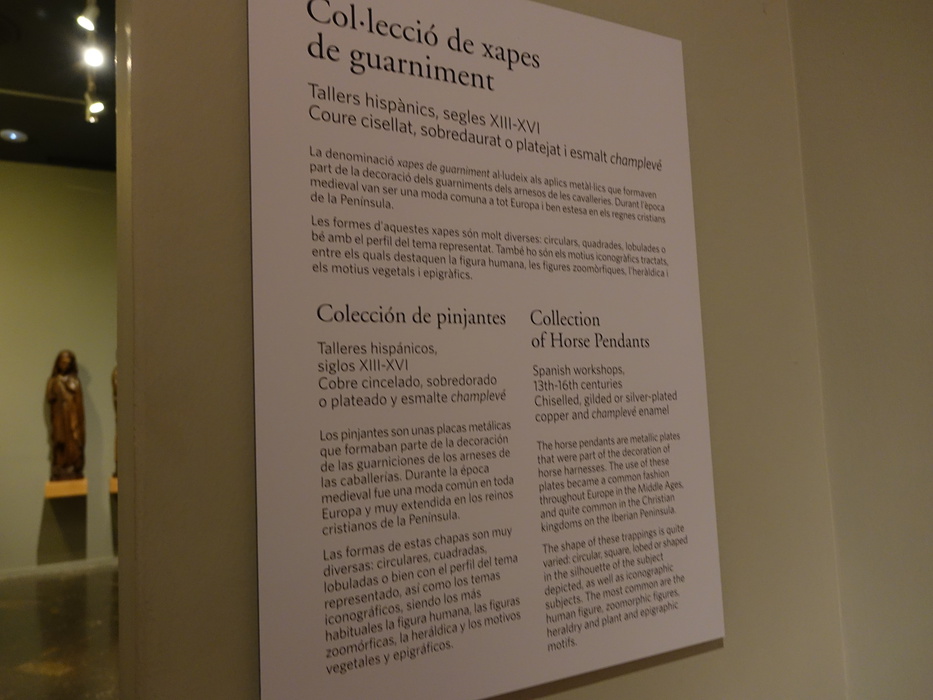 Col·lecció de xapes
de guarniment
Tallers hispànics, segles XIII-XVI
Coure cisellat, sobredaurat o platejat i esmalt champlevé
La denominació xapes de guarniment al·ludeix als aplics metàl·lics que formaven
part de la decoració dels guarniments dels arnesos de les cavalleries. Durant l'època
medieval van ser una moda comuna a tot Europa i ben estesa en els regnes cristians
de la Península.
Les formes d'aquestes xapes són molt diverses: circulars, quadrades, lobulades o
bé amb el perfil del tema representat. També ho són els motius iconogràfics tractats,
entre els quals destaquen la figura humana, les figures zoomòrfiques, l'heràldica i
els motius vegetals i epigràfics.
Colección de pinjantes
Talleres hispánicos,
siglos XIII-XVI
Cobre cincelado, sobredorado
o plateado y esmalte champlevé
Los pinjantes son unas placas metálicas
que formaban parte de la decoración
de las guarniciones de los arneses de
las caballerías. Durante la época
medieval fue una moda común en toda
Europa y muy extendida en los reinos
cristianos de la Península.
Las formas de estas chapas son muy
diversas: circulares, cuadradas,
lobuladas o bien con el perfil del tema
representado, así como los temas
iconográficos, siendo los más
habituales la figura humana, las figuras
zoomórficas, la heráldica y los motivos
vegetales y epigráficos.
Collection
of Horse Pendants
Spanish workshops,
13th-16th centuries
Chiselled, gilded or silver-plated
copper and champlevé enamel
The horse pendants are metallic plates
that were part of the decoration of
horse harnesses. The use of these
plates became a common fashion
throughout Europe in the Middle Ages,
and quite common in the Christian
kingdoms on the Iberian Peninsula.
The shape of these trappings is quite
varied: circular, square, lobed or shaped
in the silhouette of the subject
depicted, as well as iconographic
subjects. The most common are the
human figure, zoomorphic figures,
heraldry and plant and epigraphic
motifs.